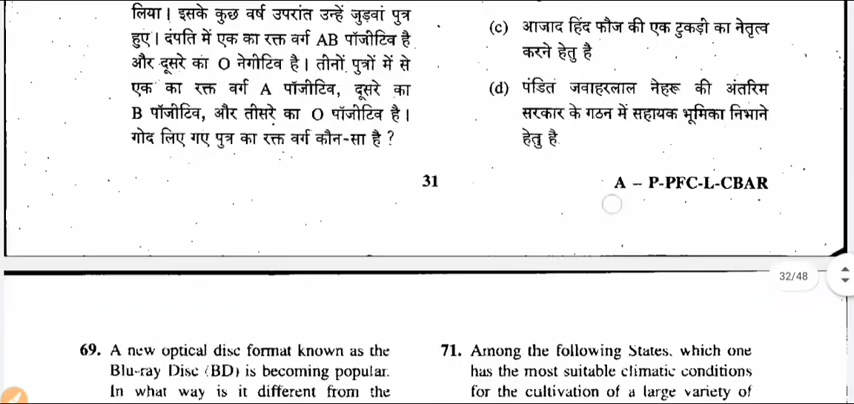 लिया। इसके कुछ वर्ष उपरांत उन्हें जुड़वां पुत्र
हुए। दंपति में एक का रक्त वर्ग AB पॉजीटिव है
और दूसरे का O नेगीटिव है। तीनों पुत्रों में से
एक का रक्त वर्ग A पॉजीटिव, दूसरे का
B पॉजीटिव, और तीसरे का O पॉजीटिव है।
गोद लिए गए पुत्र का रक्त वर्ग कौन-सा है ?
(c) आजाद हिंद फौज की एक टुकड़ी का नेतृत्व
करने हेतु है
(d) पंडित जवाहरलाल नेहरू की अंतरिम
सरकार के गठन में सहायक भूमिका निभाने
हेतु है
31
A – P-PFC-L-CBAR
32/48
69. A new optical disc format known as the
Blu-ray Disc (BD) is becoming popular.
In what way is it different from the
71. Among the following States, which one
has the most suitable climatic conditions
for the cultivation of a large variety of